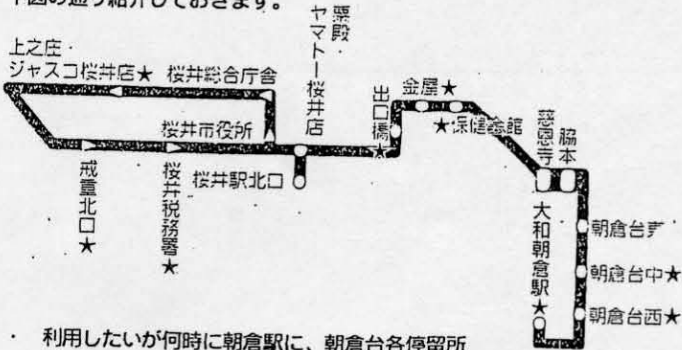 下図の通り紹介しておきます。
粟殿・
ヤマトー桜井店
上之庄・
ジャスコ桜井店★
桜井総合庁舎
桜井市役所
出口橋
★
金屋★
★保健会館
慈恩寺
脇本
戒重北口★
桜井税務署★
桜井駅北口
大和朝倉駅★
朝倉台東
朝倉台中★
朝倉台西★
・ 利用したいが何時に朝倉駅に、朝倉台各停留所